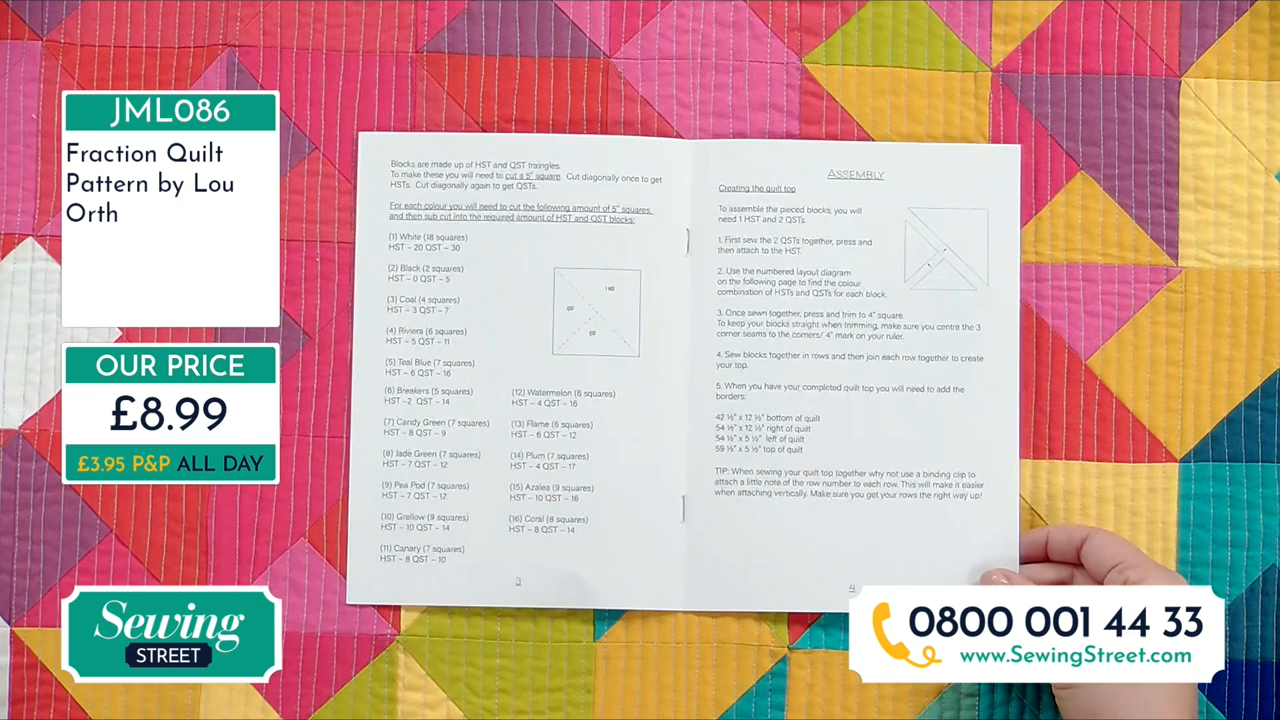 JML086
Fraction Quilt
Pattern by Lou
Orth
OUR PRICE
£8.99
£3.95 P&P ALL DAY
Sewing
STREET
Blocks are made up of HST and QST traingles.
To make these you will need to cut a 5" square. Cut diagonally once to get
HSTs. Cut diagonally again to get QSTs.
For each colour you will need to cut the following amount of 5" squares,
and then sub cut into the required amount of HST and QST blocks:
(1) White (18 squares)
HST – 20 QST – 30
(2) Black (2 squares)
HST – 0 QST – 5
(3) Coal (4 squares)
HST – 3 QST – 7
(4) Riviera (6 squares)
HST – 5 QST – 11
(5) Teal Blue (7 squares)
HST – 6 QST – 16
(6) Breakers (5 squares)
HST –2 QST – 14
(7) Candy Green (7 squares)
HST – 8 QST – 9
(8) Jade Green (7 squares)
HST – 7 QST – 12
(9) Pea Pod (7 squares)
HST – 7 QST – 12
(10) Grellow (9 squares)
HST – 10 QST – 14
(11) Canary (7 squares)
HST – 8 QST – 10
(12) Watermelon (6 squares)
HST – 4 QST – 16
(13) Flame (6 squares)
HST – 6 QST – 12
(14) Plum (7 squares)
HST – 4 QST – 17
(15) Azalea (9 squares)
HST – 10 QST – 16
(16) Coral (8 squares)
HST – 8 QST – 14
HST
QST
QST
3
ASSEMBLY
Creating the quilt top
To assemble the pieced blocks, you will
need 1 HST and 2 QSTs.
1. First sew the 2 QSTs together, press and
then attach to the HST.
2. Use the numbered layout diagram
on the following page to find the colour
combination of HSTs and QSTs for each block.
3. Once sewn together, press and trim to 4" square.
To keep your blocks straight when trimming, make sure you centre the 3
corner seams to the corners/ 4" mark on your ruler.
4. Sew blocks together in rows and then join each row together to create
your top.
5. When you have your completed quilt top you will need to add the
borders:
42 ½" x 12 ½" bottom of quilt
54 ½" x 12 ½" right of quilt
54 ½" x 5 ½" left of quilt
59 ½" x 5 ½" top of quilt
TIP: When sewing your quilt top together why not use a binding clip to
attach a little note of the row number to each row. This will make it easier
when attaching vertically. Make sure you get your rows the right way up!
4
0800 001 44 33
www.SewingStreet.com